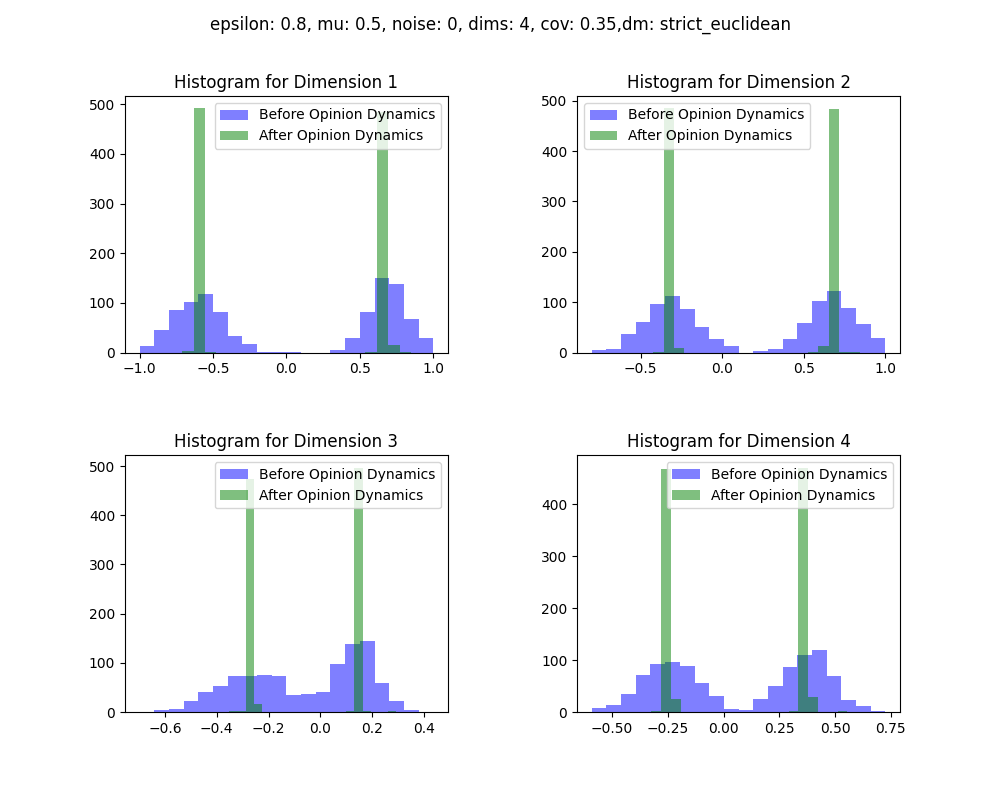 epsilon: 0.8, mu: 0.5, noise: 0, dims: 4, cov: 0.35,dm: strict_euclidean
Histogram for Dimension 1
Before Opinion Dynamics
After Opinion Dynamics
500
400
300
200
100
0
−1.0 −0.5 0.0 0.5 1.0
Histogram for Dimension 2
Before Opinion Dynamics
After Opinion Dynamics
500
400
300
200
100
0
−0.5 0.0 0.5 1.0
Histogram for Dimension 3
Before Opinion Dynamics
After Opinion Dynamics
500
400
300
200
100
0
−0.6 −0.4 −0.2 0.0 0.2 0.4
Histogram for Dimension 4
Before Opinion Dynamics
After Opinion Dynamics
400
300
200
100
0
−0.50 −0.25 0.00 0.25 0.50 0.75